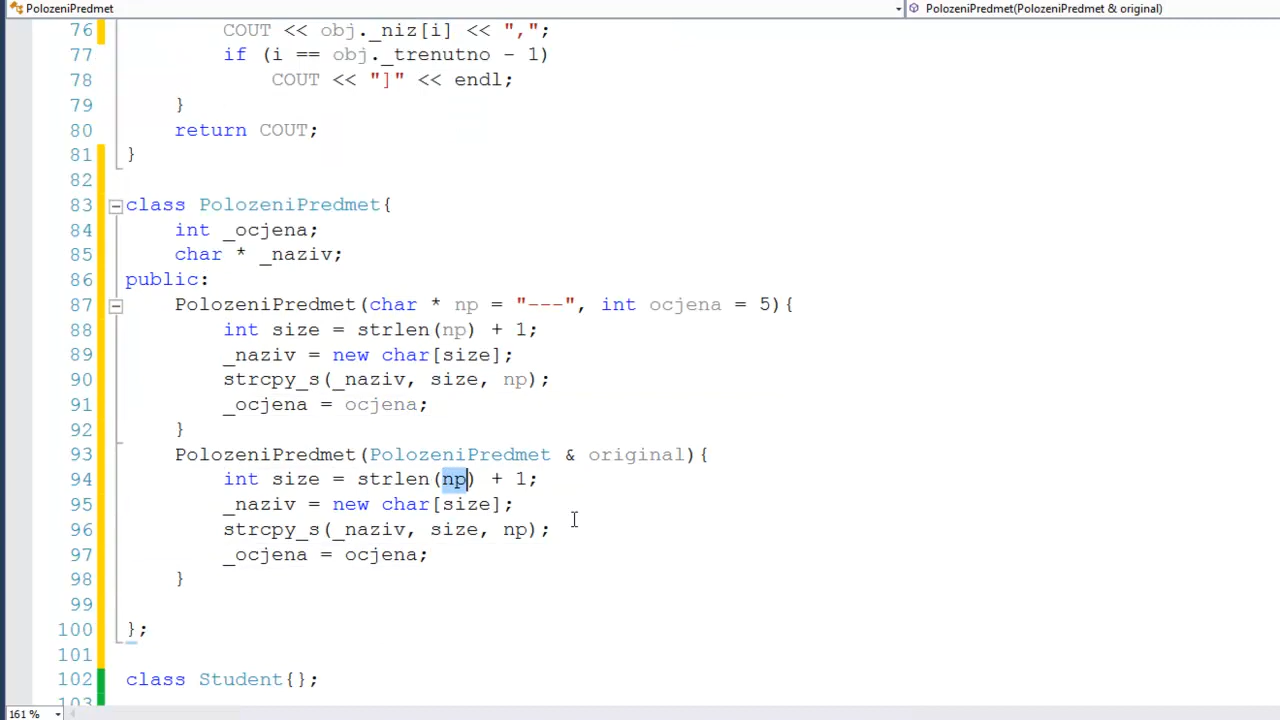 PolozeniPredmet PolozeniPredmet(PolozeniPredmet & original)
76 COUT << obj._niz[i] << ",";
77 if (i == obj._trenutno - 1)
78 COUT << "]" << endl;
79 }
80 return COUT;
81 }
82
83 class PolozeniPredmet{
84 int _ocjena;
85 char * _naziv;
86 public:
87 PolozeniPredmet(char * np = "---", int ocjena = 5){
88 int size = strlen(np) + 1;
89 _naziv = new char[size];
90 strcpy_s(_naziv, size, np);
91 _ocjena = ocjena;
92 }
93 PolozeniPredmet(PolozeniPredmet & original){
94 int size = strlen(np) + 1;
95 _naziv = new char[size];
96 strcpy_s(_naziv, size, np);
97 _ocjena = ocjena;
98 }
99
100 };
101
102 class Student{};
103
161 %